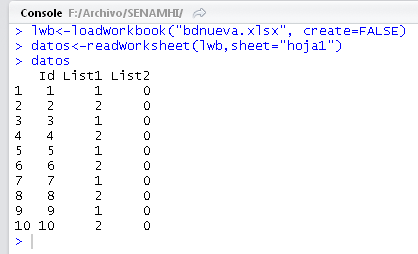 Console F:/Archivo/SENAMHI/
> lwb<-loadWorkbook("bdnueva.xlsx", create=FALSE)
> datos<-readWorksheet(lwb,sheet="hoja1")
> datos
   Id List1 List2
1   1     1     0
2   2     2     0
3   3     1     0
4   4     2     0
5   5     1     0
6   6     2     0
7   7     1     0
8   8     2     0
9   9     1     0
10 10     2     0
>